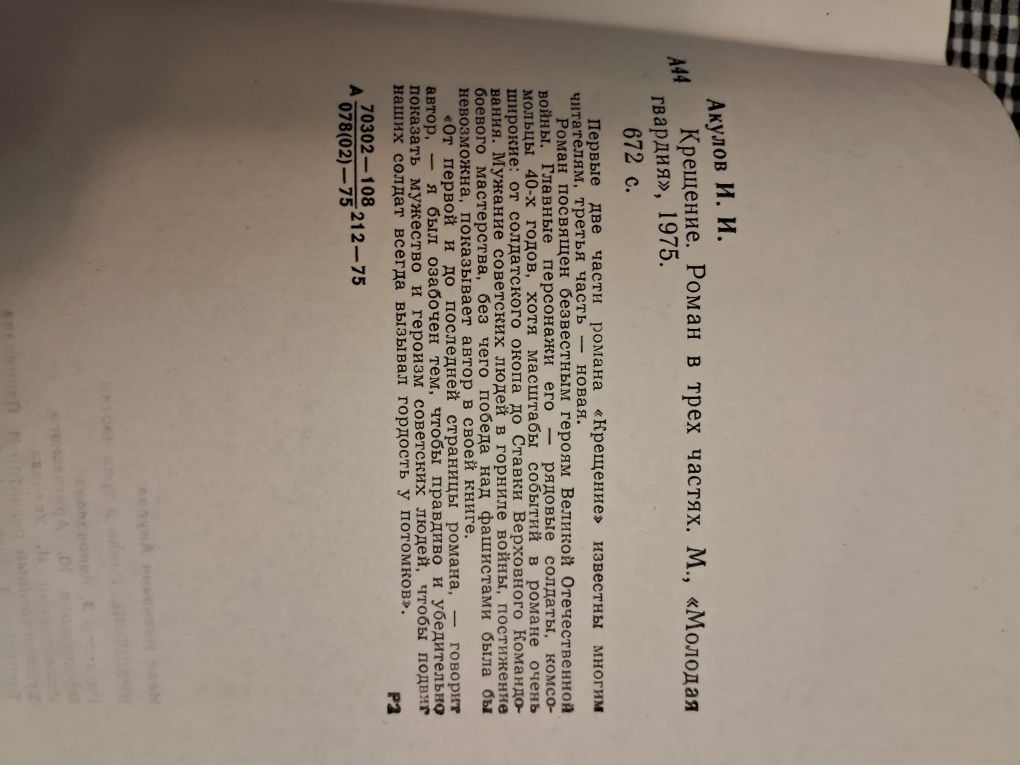 Акулов И. И.
А44 Крещение. Роман в трех частях. М., «Молодая
гвардия», 1975.
672 с.
Первые две части романа «Крещение» известны многим
читателям, третья часть — новая.
Роман посвящен безвестным героям Великой Отечественной
войны. Главные персонажи его — рядовые солдаты, комсо-
мольцы 40-х годов, хотя масштабы событий в романе очень
широкие: от солдатского окопа до Ставки Верховного Командо-
вания. Мужание советских людей в горниле войны, постижение
боевого мастерства, без чего победа над фашистами была бы
невозможна, показывает автор в своей книге.
«От первой и до последней страницы романа, — говорит
автор, — я был озабочен тем, чтобы правдиво и убедительно
показать мужество и героизм советских людей, чтобы подвиг
наших солдат всегда вызывал гордость у потомков».
70302—108
А 212—75
078(02)—75
Р2